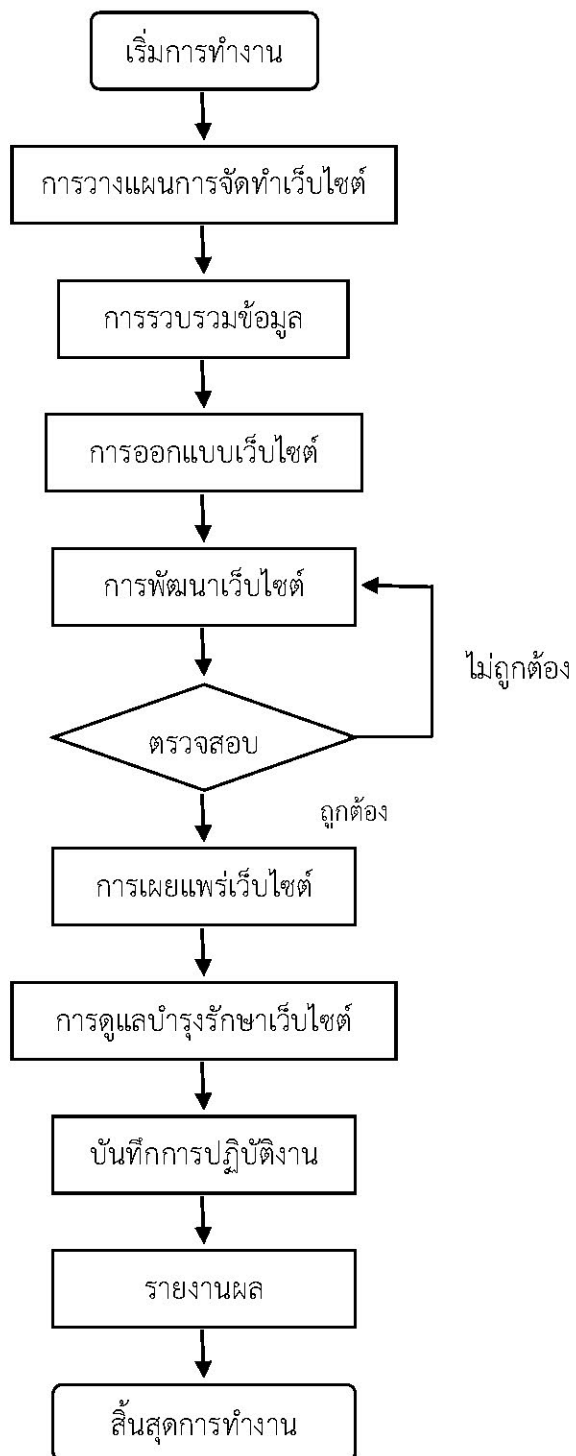 เริ่มการทำงาน
การวางแผนการจัดทำเว็บไซต์
การรวบรวมข้อมูล
การออกแบบเว็บไซต์
การพัฒนาเว็บไซต์
ไม่ถูกต้อง
ตรวจสอบ
ถูกต้อง
การเผยแพร่เว็บไซต์
การดูแลบำรุงรักษาเว็บไซต์
บันทึกการปฏิบัติงาน
รายงานผล
สิ้นสุดการทำงาน